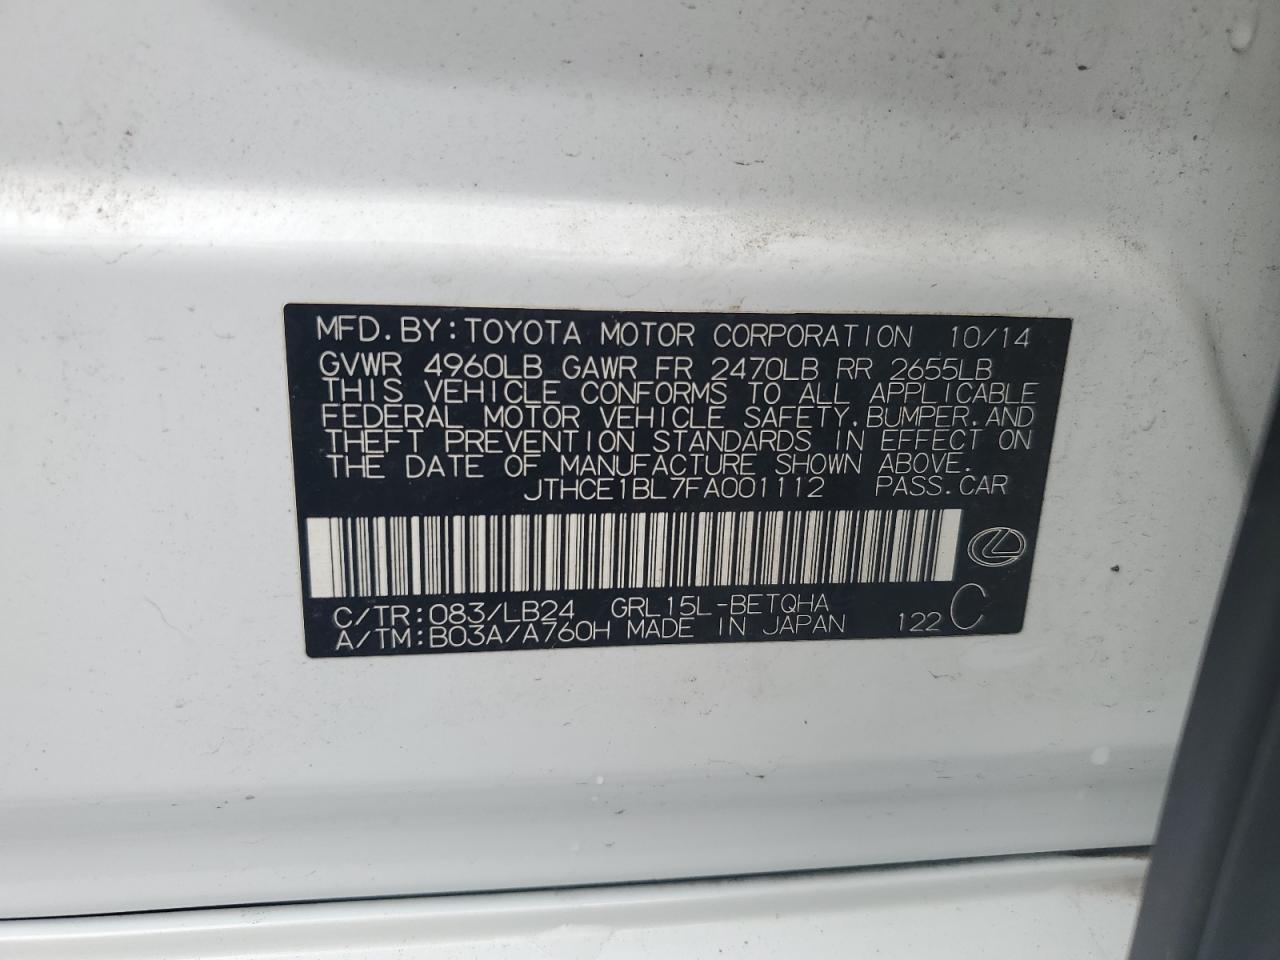 MFD. BY: TOYOTA MOTOR CORPORATION 10/14
GVWR 4960LB GAWR FR 2470LB RR 2655LB
THIS VEHICLE CONFORMS TO ALL APPLICABLE
FEDERAL MOTOR VEHICLE SAFETY, BUMPER, AND
THEFT PREVENTION STANDARDS IN EFFECT ON
THE DATE OF MANUFACTURE SHOWN ABOVE.
JTHCE1BL7FA001112 PASS. CAR
C/TR: 083/LB24 GRL15L-BETQHA
A/TM: B03A/A760H MADE IN JAPAN 122 C